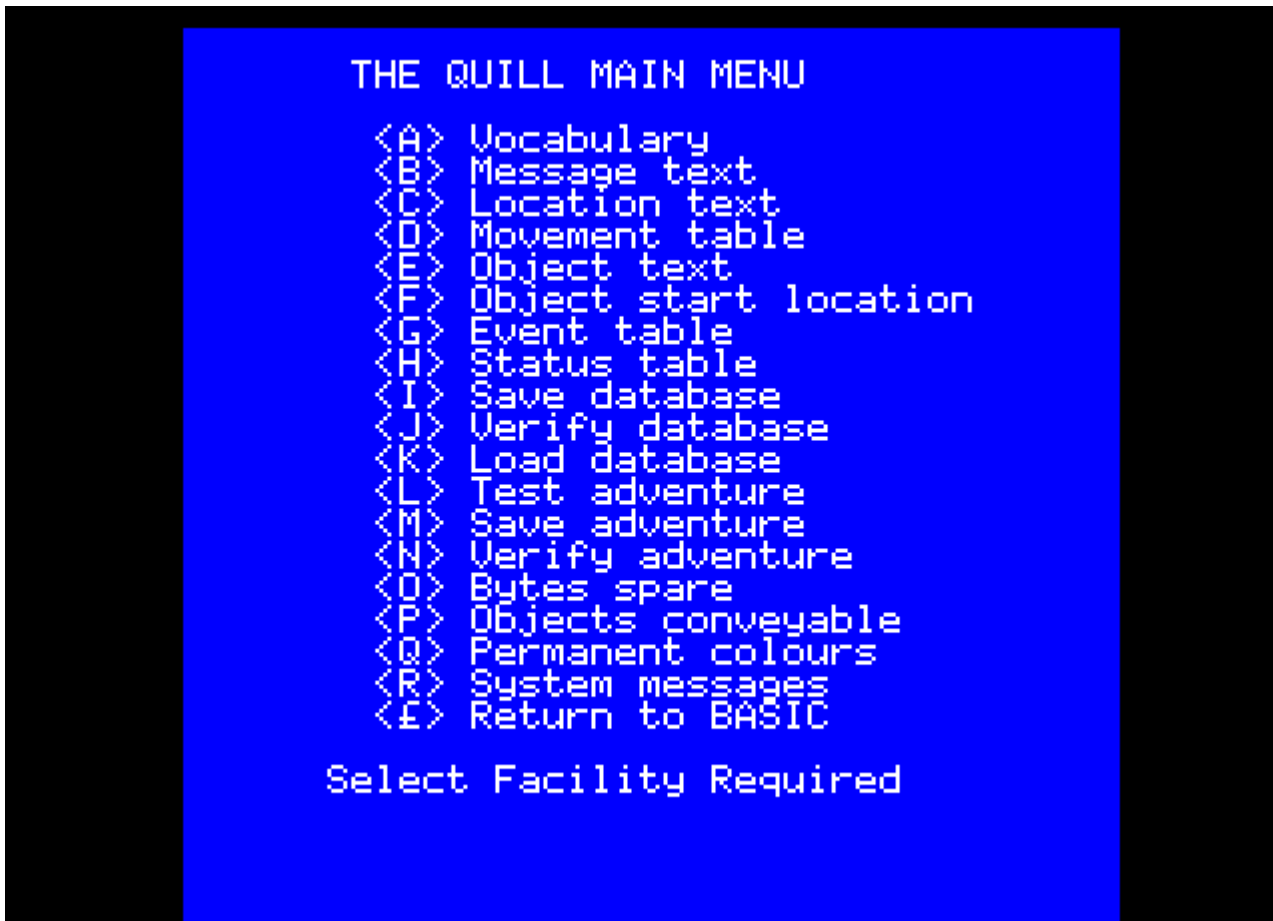 THE QUILL MAIN MENU
<A> Vocabulary
<B> Message text
<C> Location text
<D> Movement table
<E> Object text
<F> Object start location
<G> Event table
<H> Status table
<I> Save database
<J> Verify database
<K> Load database
<L> Test adventure
<M> Save adventure
<N> Verify adventure
<O> Bytes spare
<P> Objects conveyable
<Q> Permanent colours
<R> System messages
<£> Return to BASIC
Select Facility Required